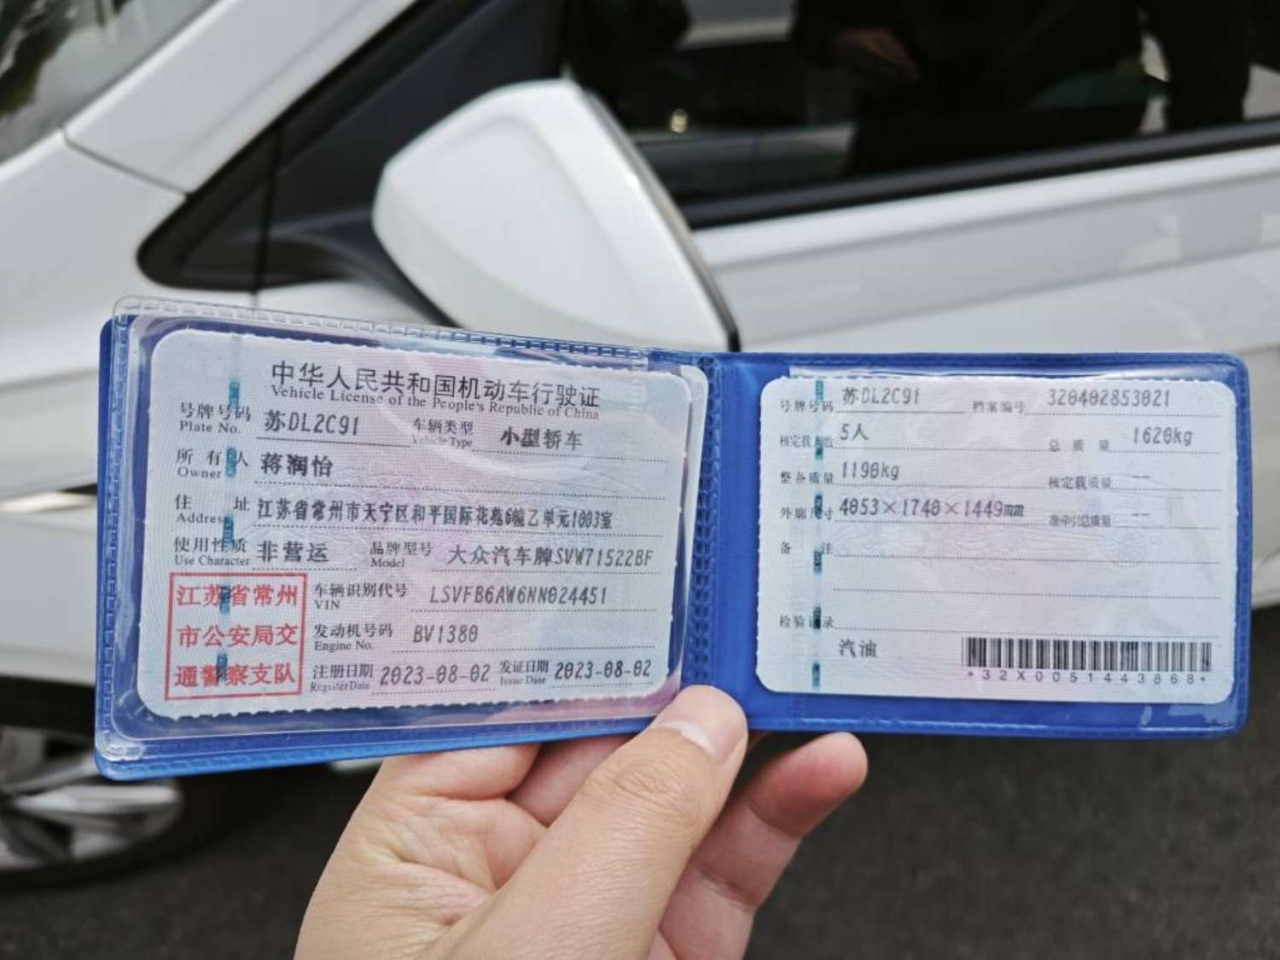 中华人民共和国机动车行驶证
Vehicle License of the People's Republic of China
号牌号码 苏DL2C91 车辆类型 小型轿车
Plate No. Vehicle Type
所有人 蒋润怡
Owner
住址 江苏省常州市天宁区和平国际花苑6幢乙单元1003室
Address
使用性质 非营运 品牌型号 大众汽车牌SVW71522BF
Use Character Model
江苏省常州
市公安局交
通警察支队
车辆识别代号 LSVFB6AW6NN024451
VIN
发动机号码 BV1380
Engine No.
注册日期 2023-08-02 发证日期 2023-08-02
Register Date Issue Date
号牌号码 苏DL2C91 档案编号 320402853021
核定载人数 5人 总质量 1620kg
整备质量 1190kg 核定载质量 --
外廓尺寸 4053×1740×1449mm 准牵引总质量 --
备注
检验记录
汽油
*32X0051443868*